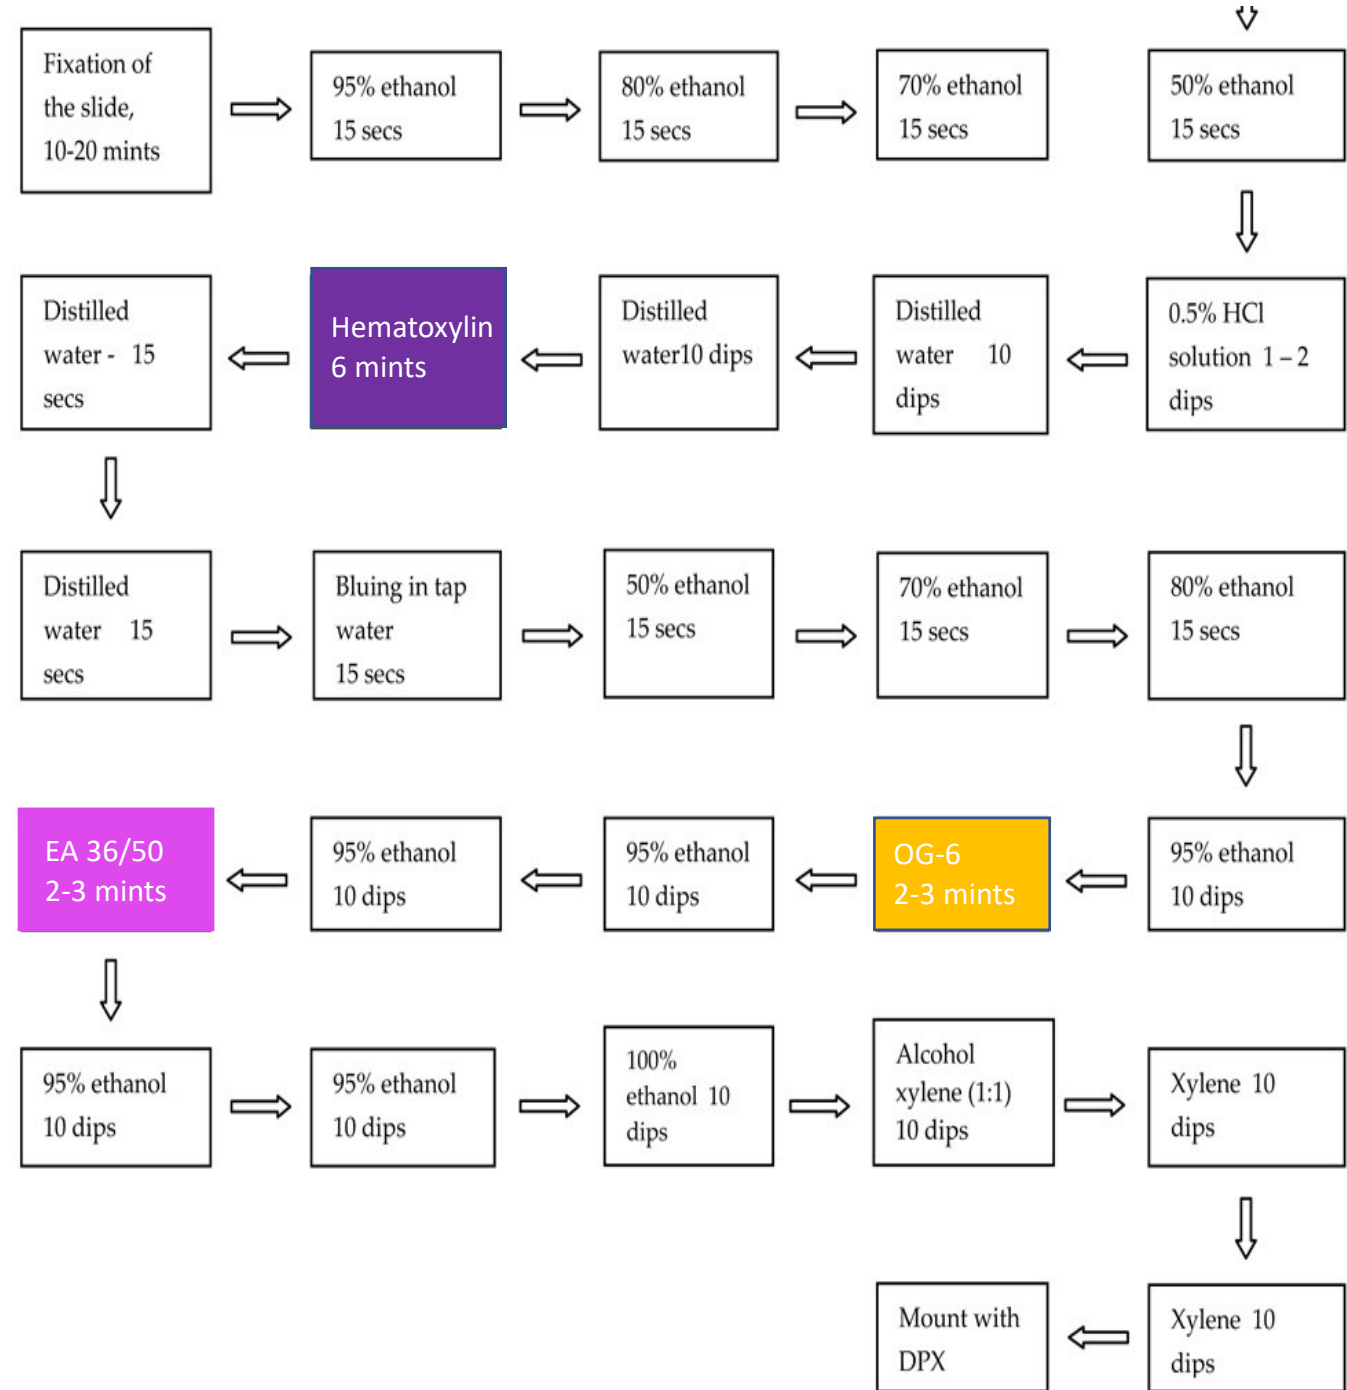 Fixation of
the slide,
10-20 mints
95% ethanol
15 secs
80% ethanol
15 secs
70% ethanol
15 secs
50% ethanol
15 secs
0.5% HCl
solution 1 – 2
dips
Distilled
water 10
dips
Distilled
water10 dips
Hematoxylin
6 mints
Distilled
water - 15
secs
Distilled
water 15
secs
Bluing in tap
water
15 secs
50% ethanol
15 secs
70% ethanol
15 secs
80% ethanol
15 secs
95% ethanol
10 dips
OG-6
2-3 mints
95% ethanol
10 dips
95% ethanol
10 dips
EA 36/50
2-3 mints
95% ethanol
10 dips
95% ethanol
10 dips
100%
ethanol 10
dips
Alcohol
xylene (1:1)
10 dips
Xylene 10
dips
Xylene 10
dips
Mount with
DPX